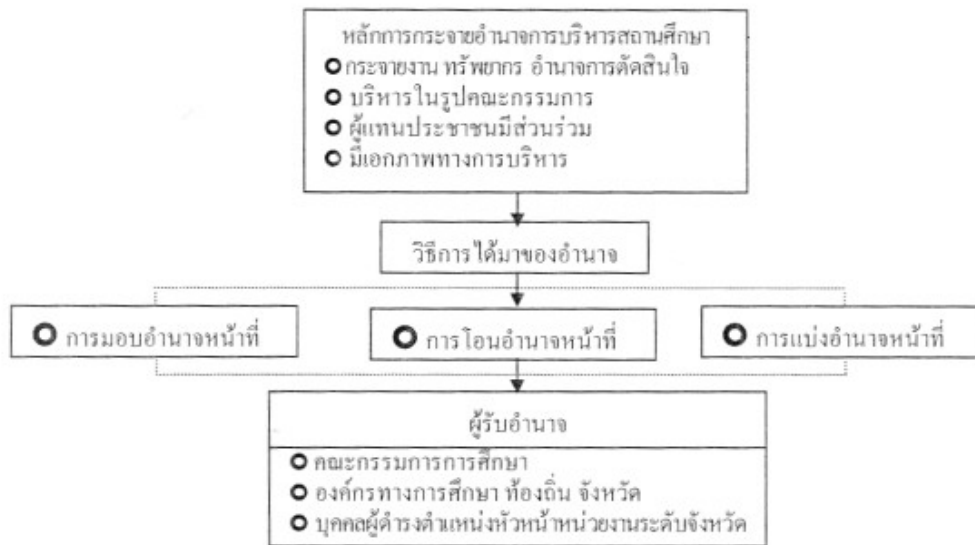 หลักการกระจายอำนาจการบริหารสถานศึกษา
กระจายงาน ทรัพยากร อำนาจการตัดสินใจ
บริหารในรูปคณะกรรมการ
ผู้แทนประชาชนมีส่วนร่วม
มีเอกภาพทางการบริหาร
วิธีการได้มาของอำนาจ
การมอบอำนาจหน้าที่
การโอนอำนาจหน้าที่
การแบ่งอำนาจหน้าที่
ผู้รับอำนาจ
คณะกรรมการการศึกษา
องค์กรทางการศึกษา ท้องถิ่น จังหวัด
บุคคลผู้ดำรงตำแหน่งหัวหน้าหน่วยงานระดับจังหวัด